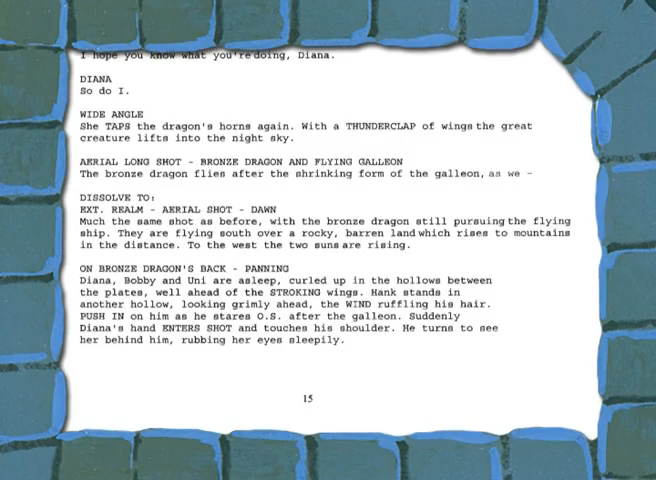 I hope you know what you're doing, Diana.
DIANA
So do I.
WIDE ANGLE
She TAPS the dragon's horns again. With a THUNDERCLAP of wings the great
creature lifts into the night sky.
AERIAL LONG SHOT - BRONZE DRAGON AND FLYING GALLEON
The bronze dragon flies after the shrinking form of the galleon, as we -
DISSOLVE TO:
EXT. REALM - AERIAL SHOT - DAWN
Much the same shot as before, with the bronze dragon still pursuing the flying
ship. They are flying south over a rocky, barren land which rises to mountains
in the distance. To the west the two suns are rising.
ON BRONZE DRAGON'S BACK - PANNING
Diana, Bobby and Uni are asleep, curled up in the hollows between
the plates, well ahead of the STROKING wings. Hank stands in
another hollow, looking grimly ahead, the WIND ruffling his hair.
PUSH IN on him as he stares O.S. after the galleon. Suddenly
Diana's hand ENTERS SHOT and touches his shoulder. He turns to see
her behind him, rubbing her eyes sleepily.
15